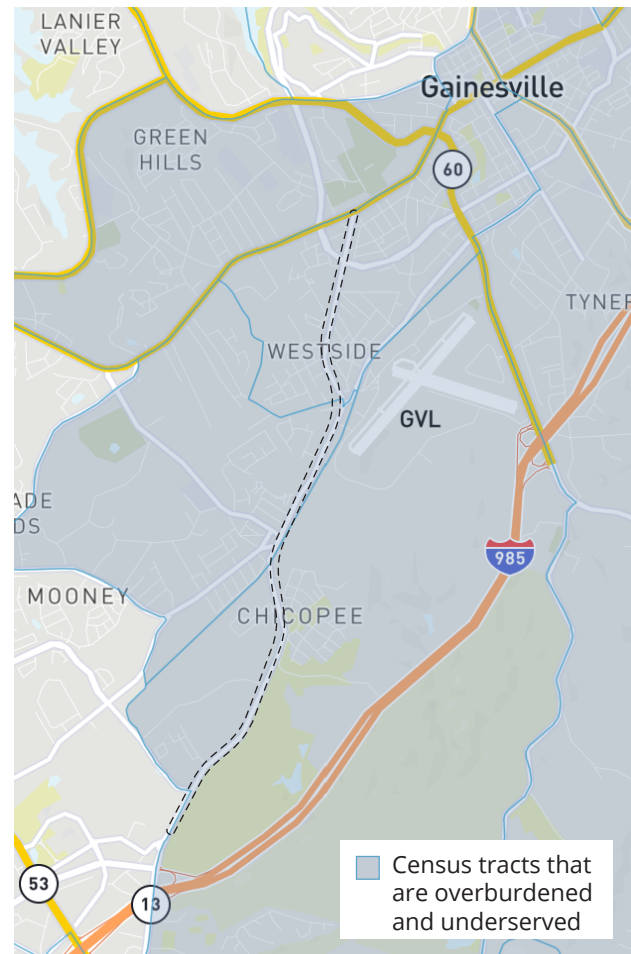 LANIER
VALLEY
Gainesville
GREEN
HILLS
60
TYNER
WESTSIDE
GVL
ADE
DS
985
MOONEY
CHICOPEE
53
13
Census tracts that
are overburdened
and underserved